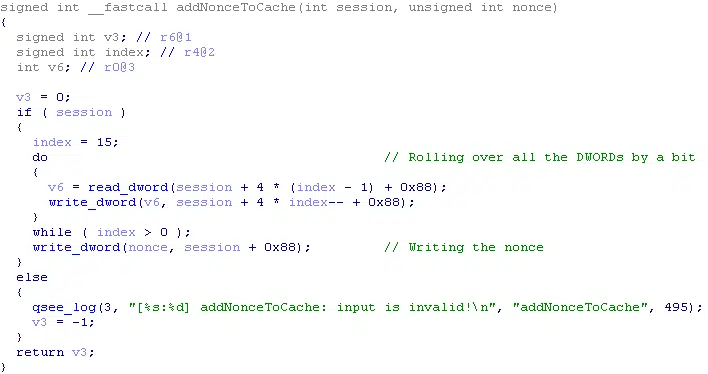 signed int __fastcall addNonceToCache(int session, unsigned int nonce)
{
  signed int v3; // r6@1
  signed int index; // r4@2
  int v6; // r0@3

  v3 = 0;
  if ( session )
  {
    index = 15;
    do                                // Rolling over all the DWORDs by a bit
    {
      v6 = read_dword(session + 4 * (index - 1) + 0x88);
      write_dword(v6, session + 4 * index-- + 0x88);
    }
    while ( index > 0 );
    write_dword(nonce, session + 0x88);         // Writing the nonce
  }
  else
  {
    qsee_log(3, "[%s:%d] addNonceToCache: input is invalid!\n", "addNonceToCache", 495);
    v3 = -1;
  }
  return v3;
}